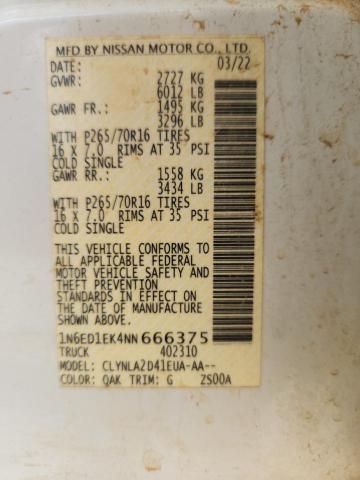 MFD BY NISSAN MOTOR CO., LTD.
DATE: 03/22
GVWR: 2727 KG
6012 LB
GAWR FR.: 1495 KG
3296 LB
WITH P265/70R16 TIRES
16 X 7.0 RIMS AT 35 PSI
COLD SINGLE
GAWR RR.: 1558 KG
3434 LB
WITH P265/70R16 TIRES
16 X 7.0 RIMS AT 35 PSI
COLD SINGLE
THIS VEHICLE CONFORMS TO
ALL APPLICABLE FEDERAL
MOTOR VEHICLE SAFETY AND
THEFT PREVENTION
STANDARDS IN EFFECT ON
THE DATE OF MANUFACTURE
SHOWN ABOVE.
1N6ED1EK4NN666375
TRUCK 402310
MODEL: CLYNLA2D41EUA-AA--
COLOR: QAK TRIM: G ZS00A